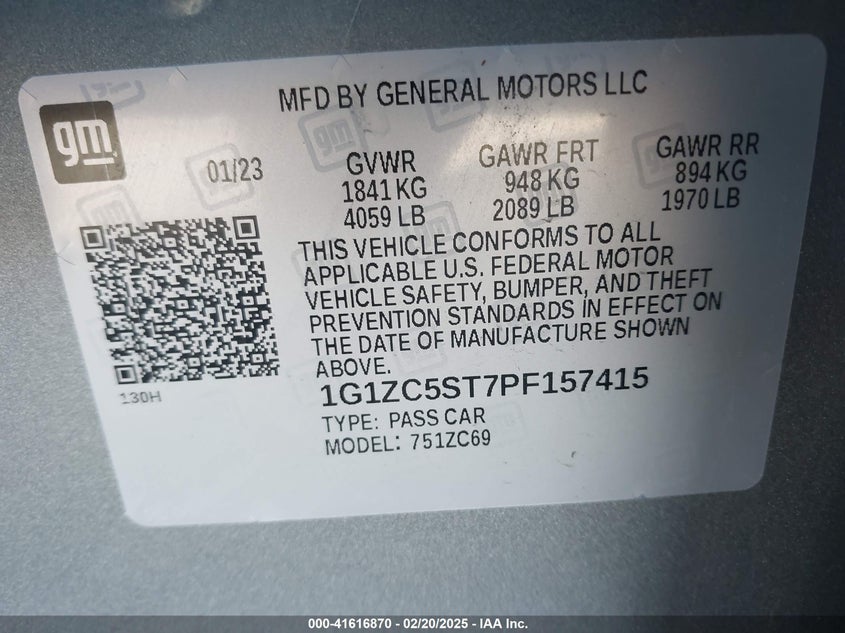 MFD BY GENERAL MOTORS LLC
gm
01/23
GVWR
1841 KG
4059 LB
GAWR FRT
948 KG
2089 LB
GAWR RR
894 KG
1970 LB
THIS VEHICLE CONFORMS TO ALL
APPLICABLE U.S. FEDERAL MOTOR
VEHICLE SAFETY, BUMPER, AND THEFT
PREVENTION STANDARDS IN EFFECT ON
THE DATE OF MANUFACTURE SHOWN
ABOVE.
130H
1G1ZC5ST7PF157415
TYPE: PASS CAR
MODEL: 751ZC69
000-41616870 - 02/20/2025 - IAA Inc.